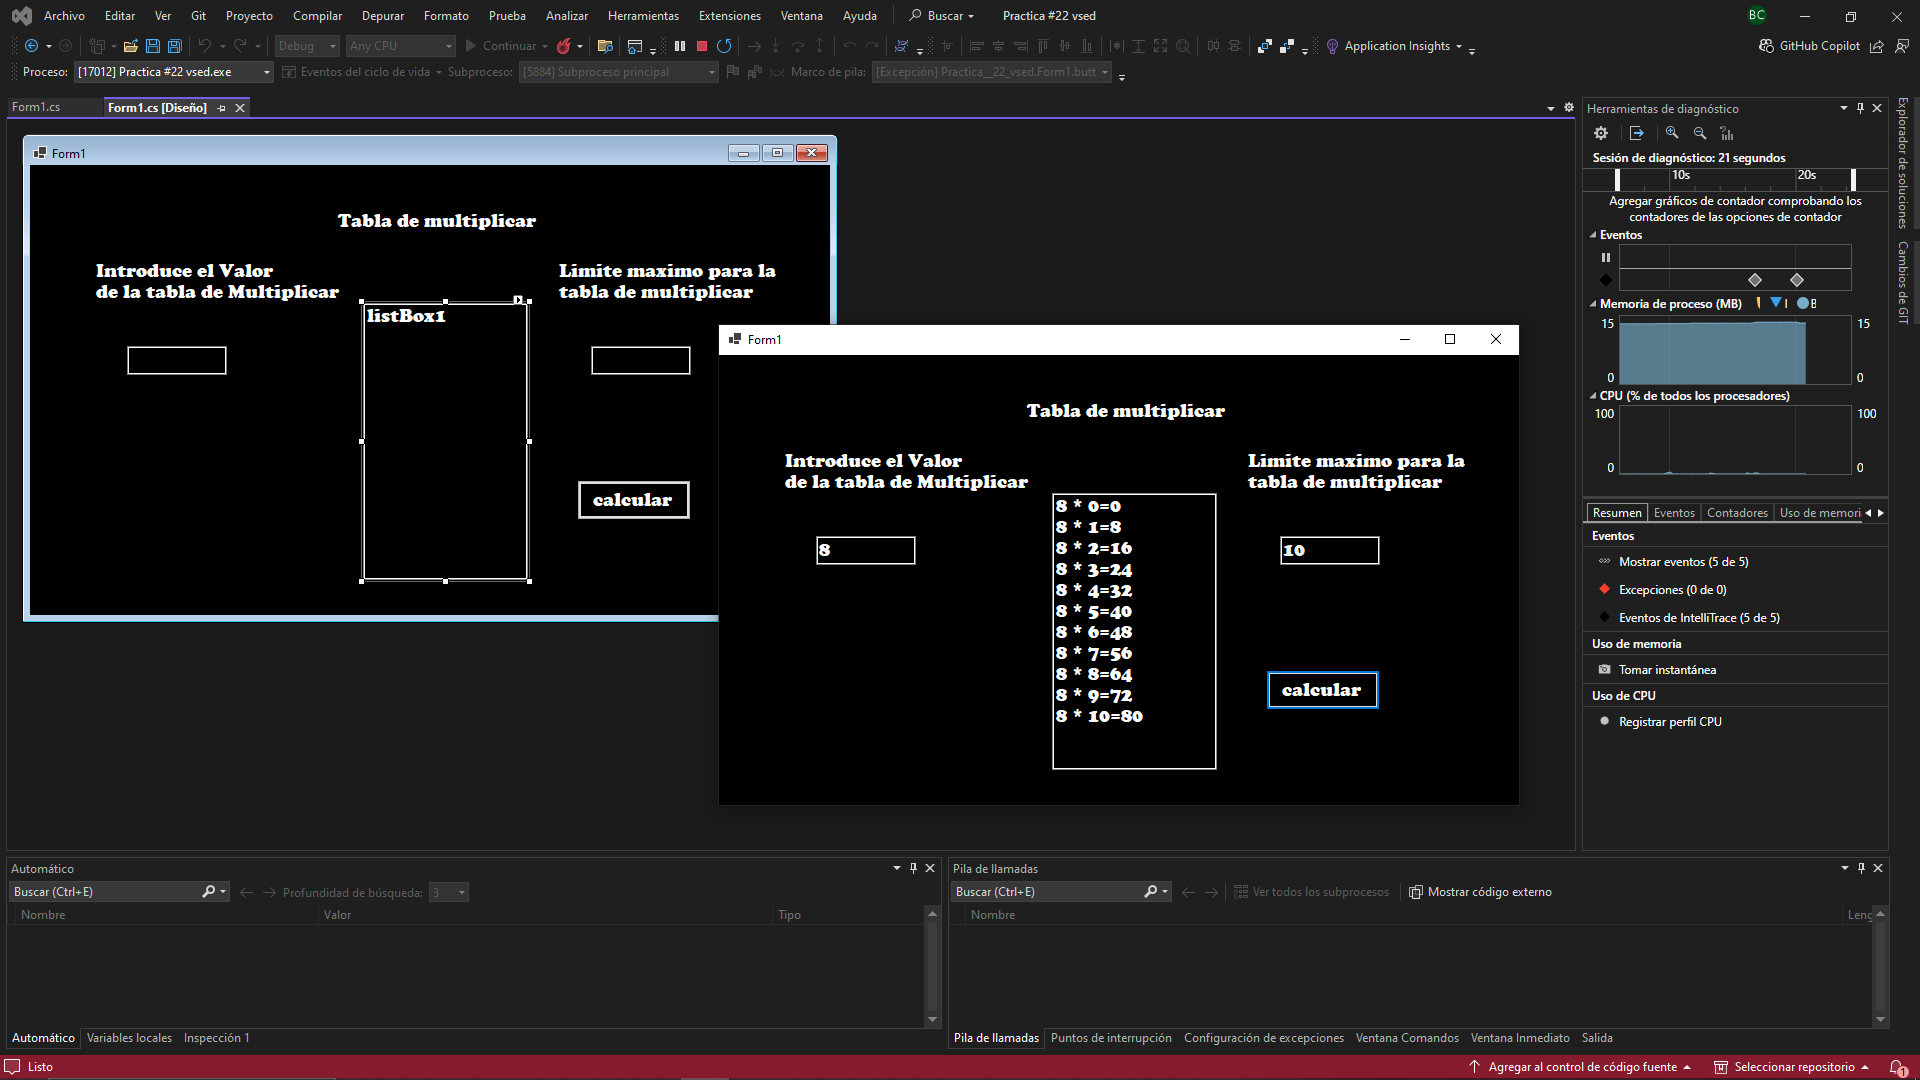 Archivo Editar Ver Git Proyecto Compilar Depurar Formato Prueba Analizar Herramientas Extensiones Ventana Ayuda Buscar Practica #22 vsed BC
Debug Any CPU Continuar Application Insights GitHub Copilot
Proceso: [17012] Practica #22 vsed.exe Eventos del ciclo de vida Subproceso: [5884] Subproceso principal Marco de pila: [Excepción] Practica__22_vsed.Form1.butt
Form1.cs Form1.cs [Diseño]
Form1
Tabla de multiplicar
Introduce el Valor
de la tabla de Multiplicar
Limite maximo para la
tabla de multiplicar
listBox1
calcular
Form1
Tabla de multiplicar
Introduce el Valor
de la tabla de Multiplicar
Limite maximo para la
tabla de multiplicar
8
10
8 * 0=0
8 * 1=8
8 * 2=16
8 * 3=24
8 * 4=32
8 * 5=40
8 * 6=48
8 * 7=56
8 * 8=64
8 * 9=72
8 * 10=80
calcular
Herramientas de diagnóstico
Sesión de diagnóstico: 21 segundos
10s 20s
Agregar gráficos de contador comprobando los
contadores de las opciones de contador
Eventos
Memoria de proceso (MB)
15 15
0 0
CPU (% de todos los procesadores)
100 100
0 0
Resumen Eventos Contadores Uso de memori
Eventos
Mostrar eventos (5 de 5)
Excepciones (0 de 0)
Eventos de IntelliTrace (5 de 5)
Uso de memoria
Tomar instantánea
Uso de CPU
Registrar perfil CPU
Explorador de soluciones
Cambios de GIT
Automático
Buscar (Ctrl+E) Profundidad de búsqueda: 3
Nombre Valor Tipo
Automático Variables locales Inspección 1
Pila de llamadas
Buscar (Ctrl+E) Ver todos los subprocesos Mostrar código externo
Nombre Leng
Pila de llamadas Puntos de interrupción Configuración de excepciones Ventana Comandos Ventana Inmediato Salida
Listo Agregar al control de código fuente Seleccionar repositorio 1